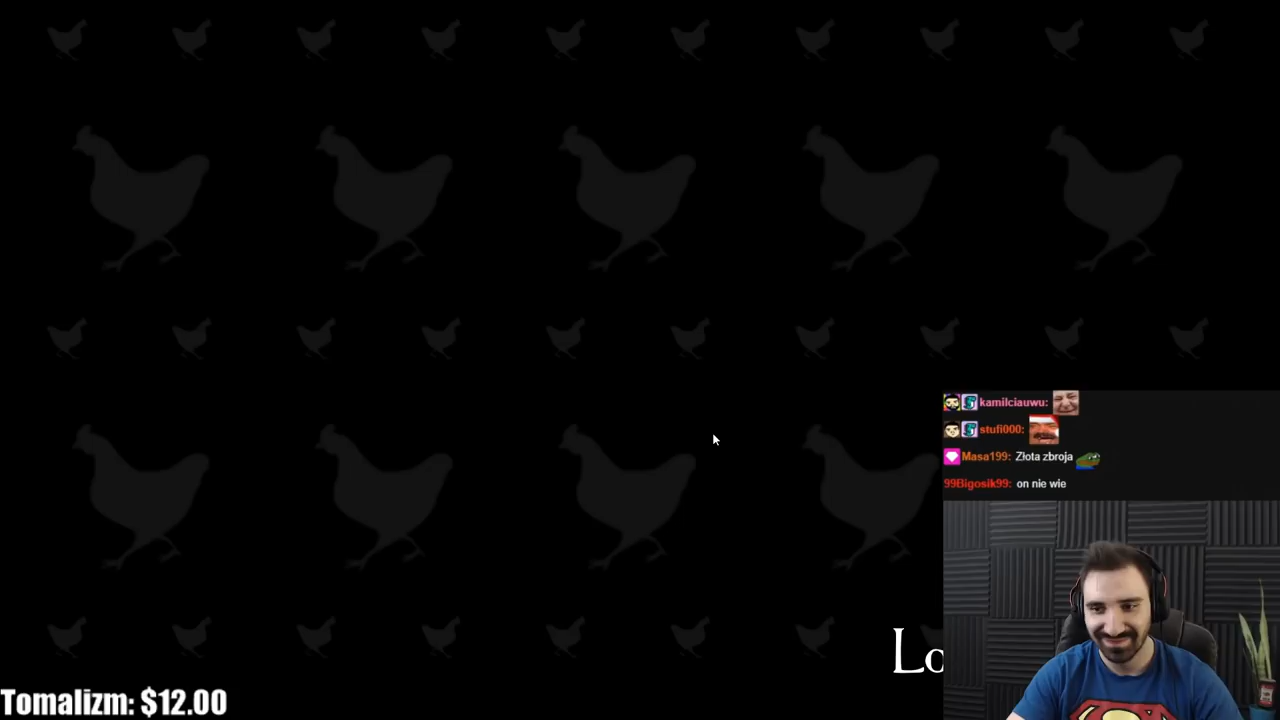 kamilciauwu:
stufi000:
Masa199: Złota zbroja
99Bigosik99: on nie wie
Lo
Tomalizm: $12.00